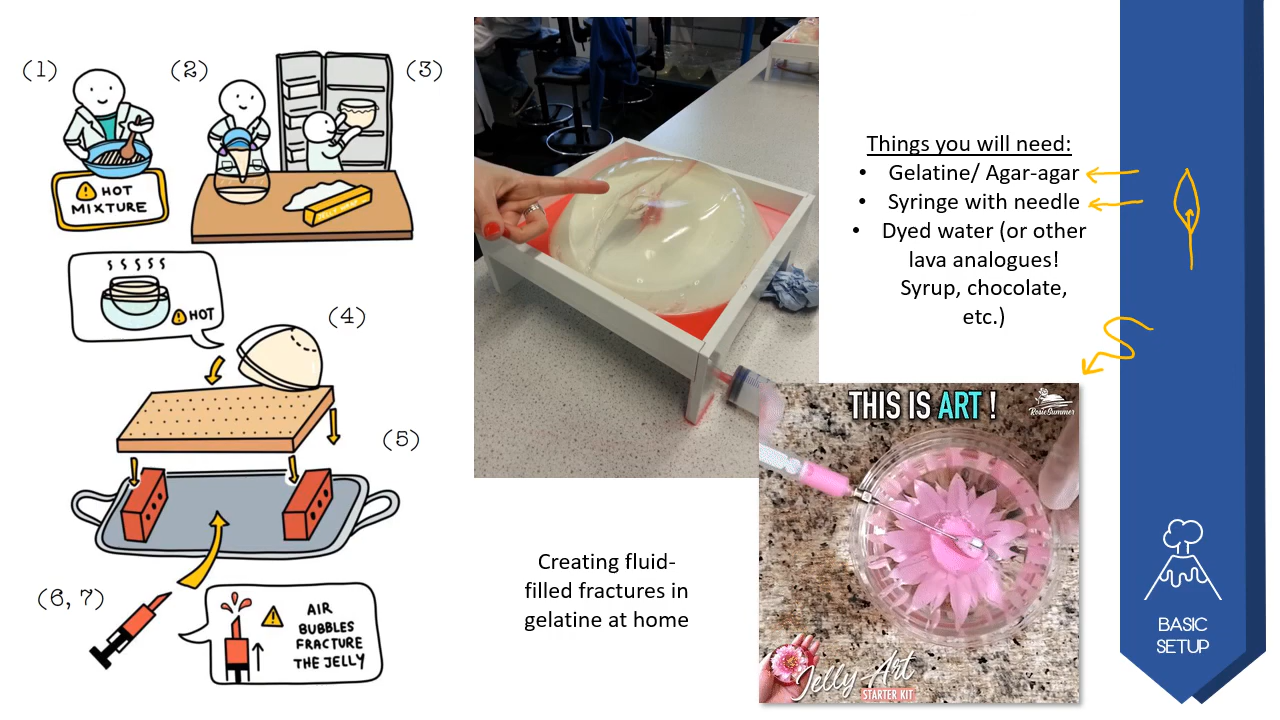 (1)
(2)
(3)
HOT
MIXTURE
HOT
(4)
(5)
(6, 7)
AIR
BUBBLES
FRACTURE
THE JELLY
Things you will need:
• Gelatine/ Agar-agar
• Syringe with needle
• Dyed water (or other
lava analogues!
Syrup, chocolate,
etc.)
THIS IS ART !
RosieSummer
Jelly Art
STARTER KIT
Creating fluid-
filled fractures in
gelatine at home
BASIC
SETUP